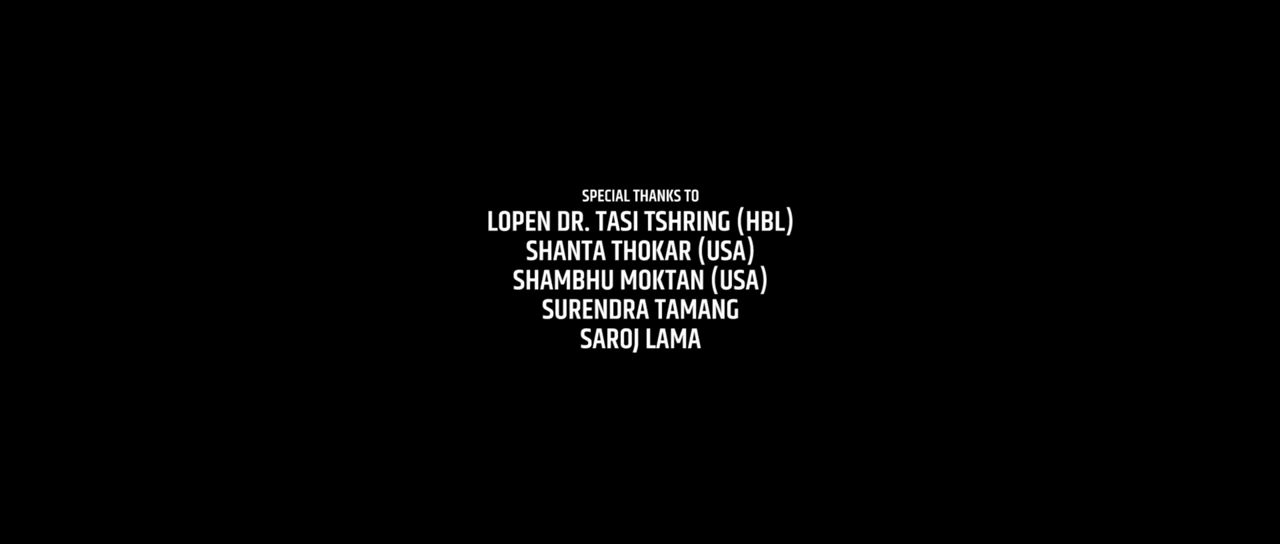 SPECIAL THANKS TO
LOPEN DR. TASI TSHRING (HBL)
SHANTA THOKAR (USA)
SHAMBHU MOKTAN (USA)
SURENDRA TAMANG
SAROJ LAMA